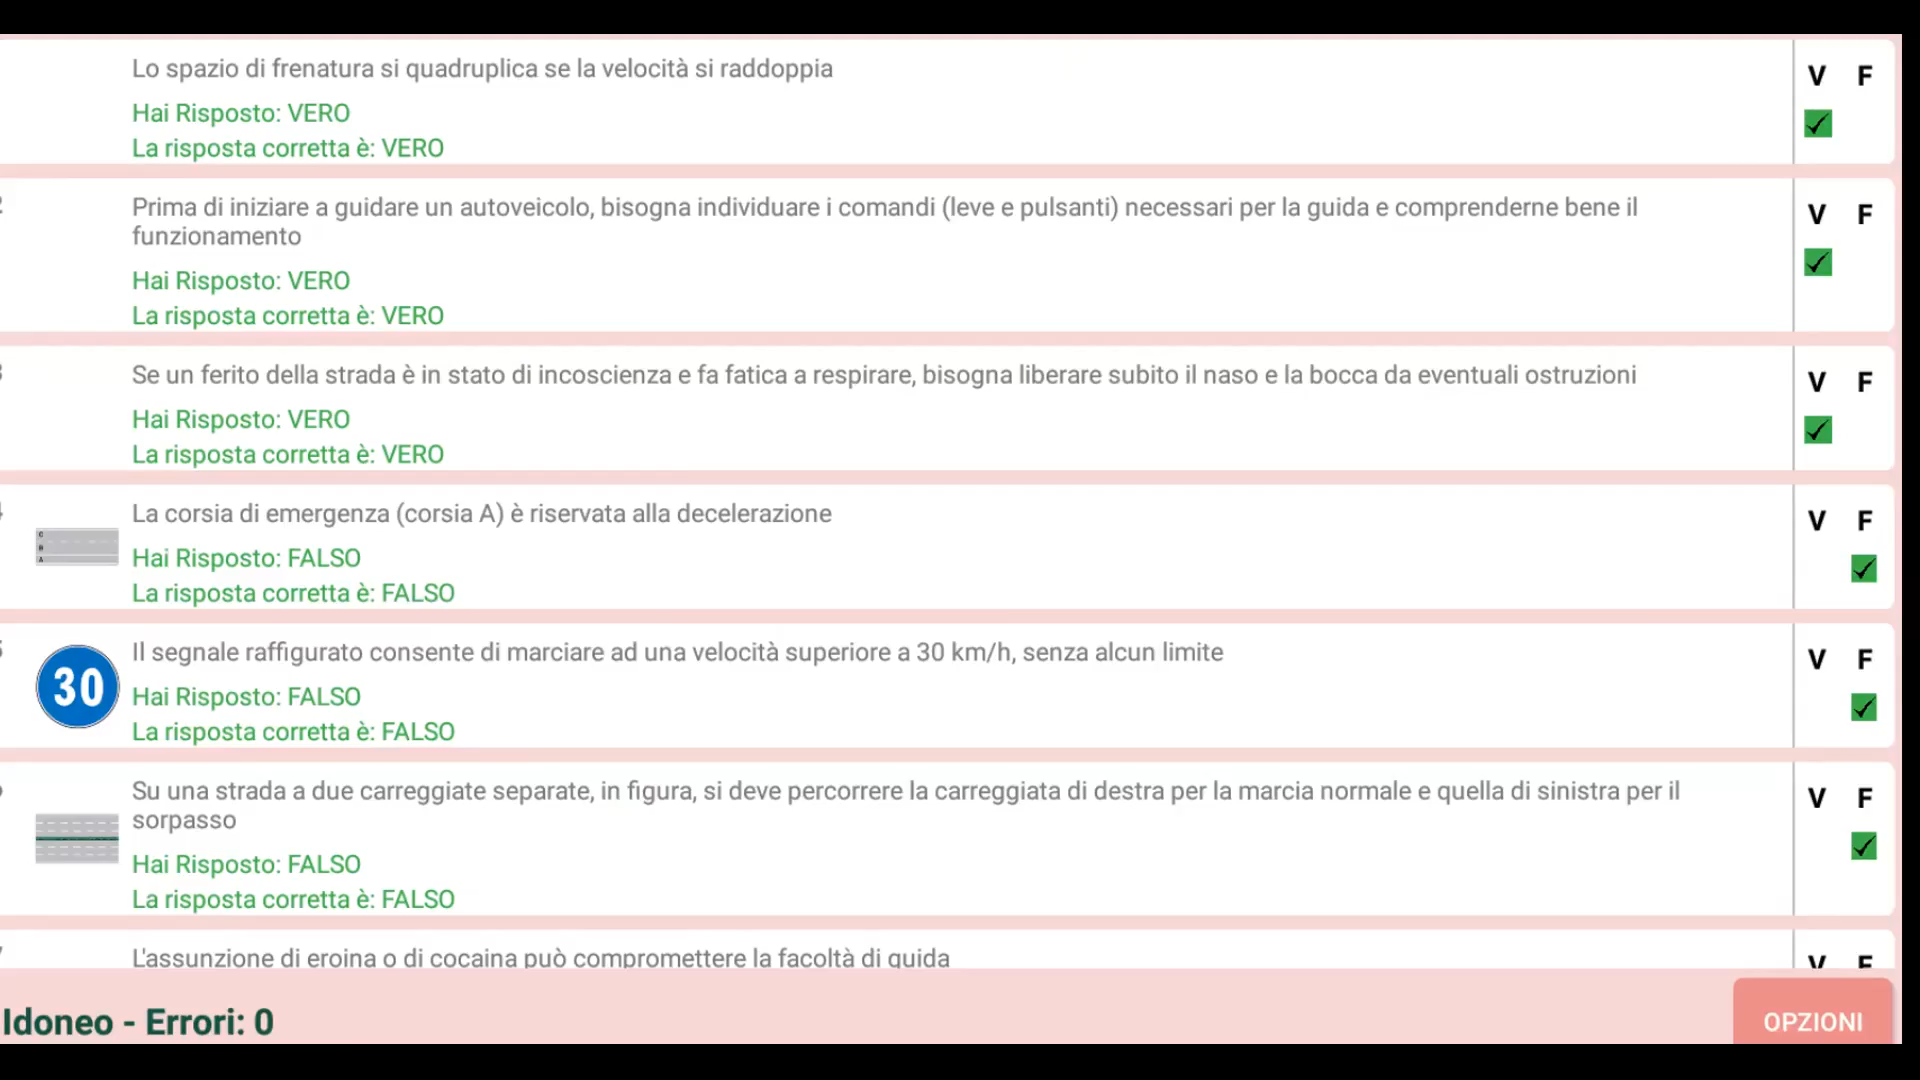 Lo spazio di frenatura si quadruplica se la velocità si raddoppia
V F
Hai Risposto: VERO
La risposta corretta è: VERO
Prima di iniziare a guidare un autoveicolo, bisogna individuare i comandi (leve e pulsanti) necessari per la guida e comprenderne bene il
funzionamento
V F
Hai Risposto: VERO
La risposta corretta è: VERO
Se un ferito della strada è in stato di incoscienza e fa fatica a respirare, bisogna liberare subito il naso e la bocca da eventuali ostruzioni
V F
Hai Risposto: VERO
La risposta corretta è: VERO
La corsia di emergenza (corsia A) è riservata alla decelerazione
V F
C
B
A
Hai Risposto: FALSO
La risposta corretta è: FALSO
Il segnale raffigurato consente di marciare ad una velocità superiore a 30 km/h, senza alcun limite
V F
30
Hai Risposto: FALSO
La risposta corretta è: FALSO
Su una strada a due carreggiate separate, in figura, si deve percorrere la carreggiata di destra per la marcia normale e quella di sinistra per il
sorpasso
V F
Hai Risposto: FALSO
La risposta corretta è: FALSO
L'assunzione di eroina o di cocaina può compromettere la facoltà di guida
V F
Idoneo - Errori: 0
OPZIONI